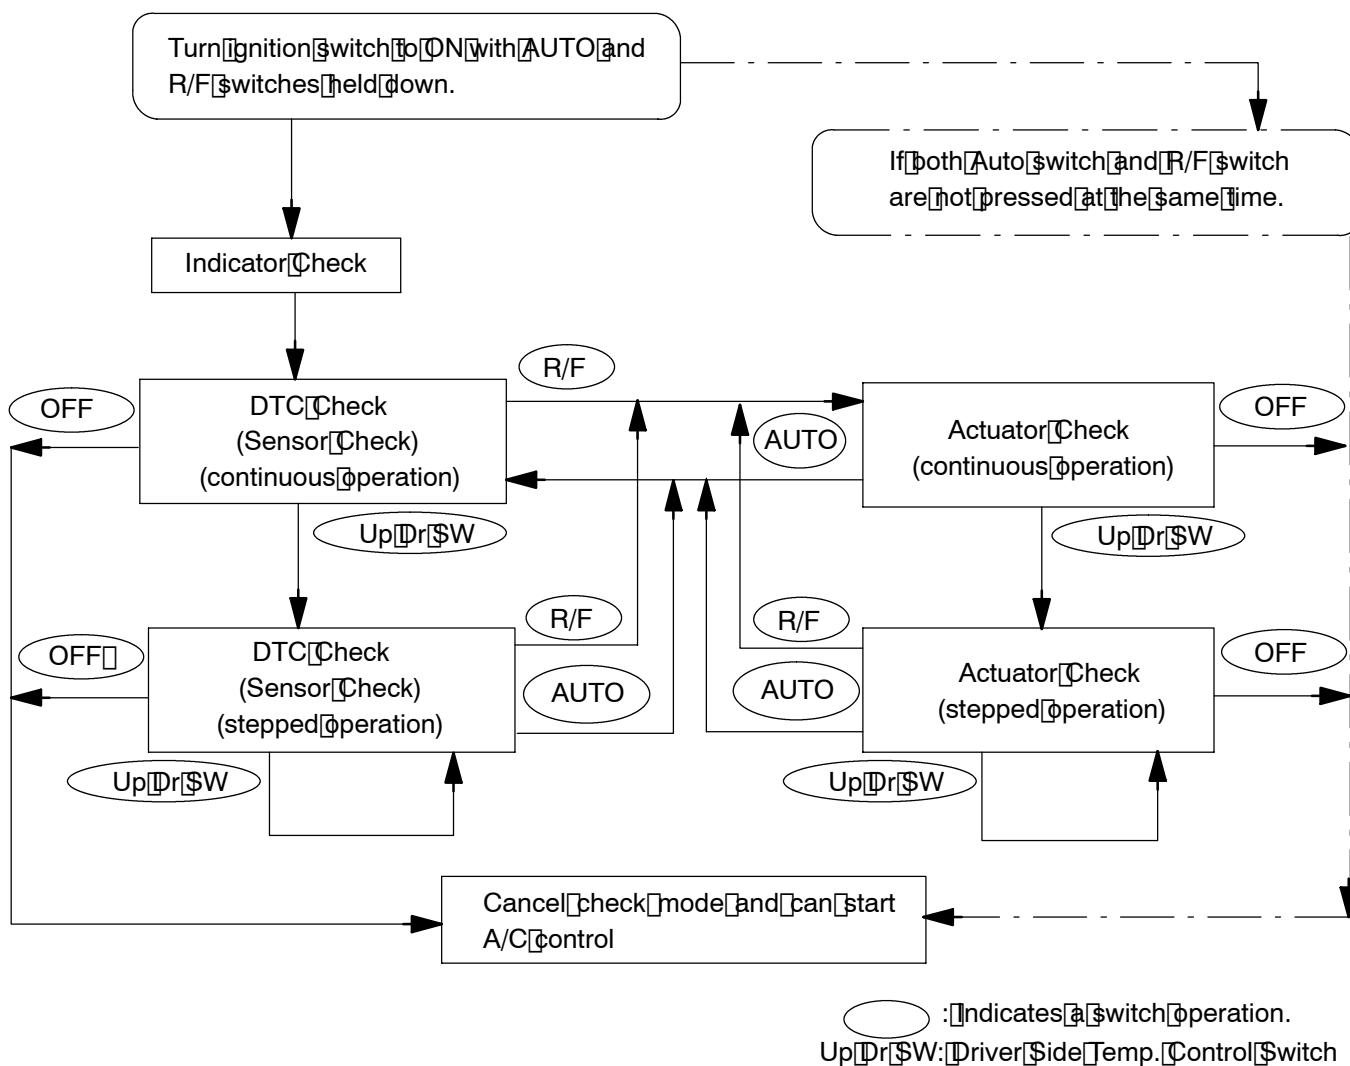 Turn ignition switch to ON with AUTO and
R/F switches held down.
If both Auto switch and R/F switch
are not pressed at the same time.
Indicator Check
R/F
OFF
DTC Check
(Sensor Check)
(continuous operation)
AUTO
Actuator Check
(continuous operation)
OFF
Up Dr SW
Up Dr SW
R/F
R/F
OFF
DTC Check
(Sensor Check)
(stepped operation)
AUTO
AUTO
Actuator Check
(stepped operation)
OFF
Up Dr SW
Up Dr SW
Cancel check mode and can start
A/C control
: Indicates a switch operation.
Up Dr SW: Driver Side Temp. Control Switch